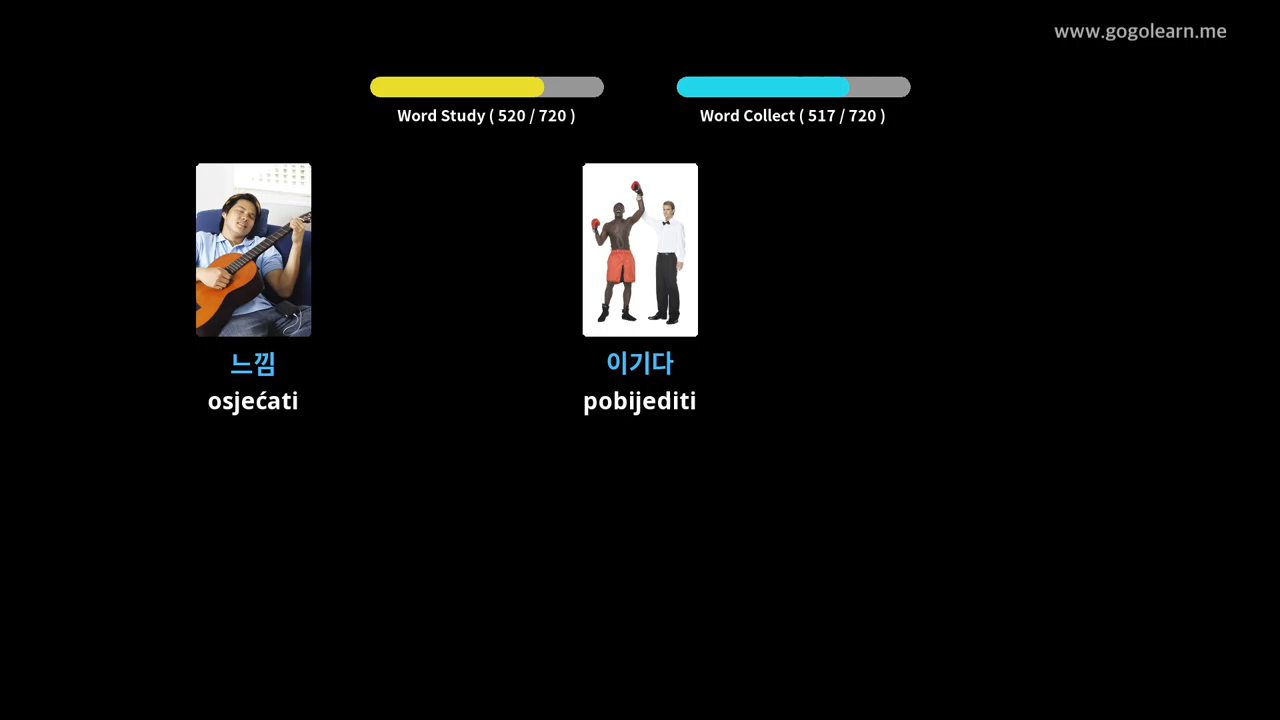 www.gogolearn.me
Word Study ( 520 / 720 )
Word Collect ( 517 / 720 )
느낌
osjećati
이기다
pobijediti